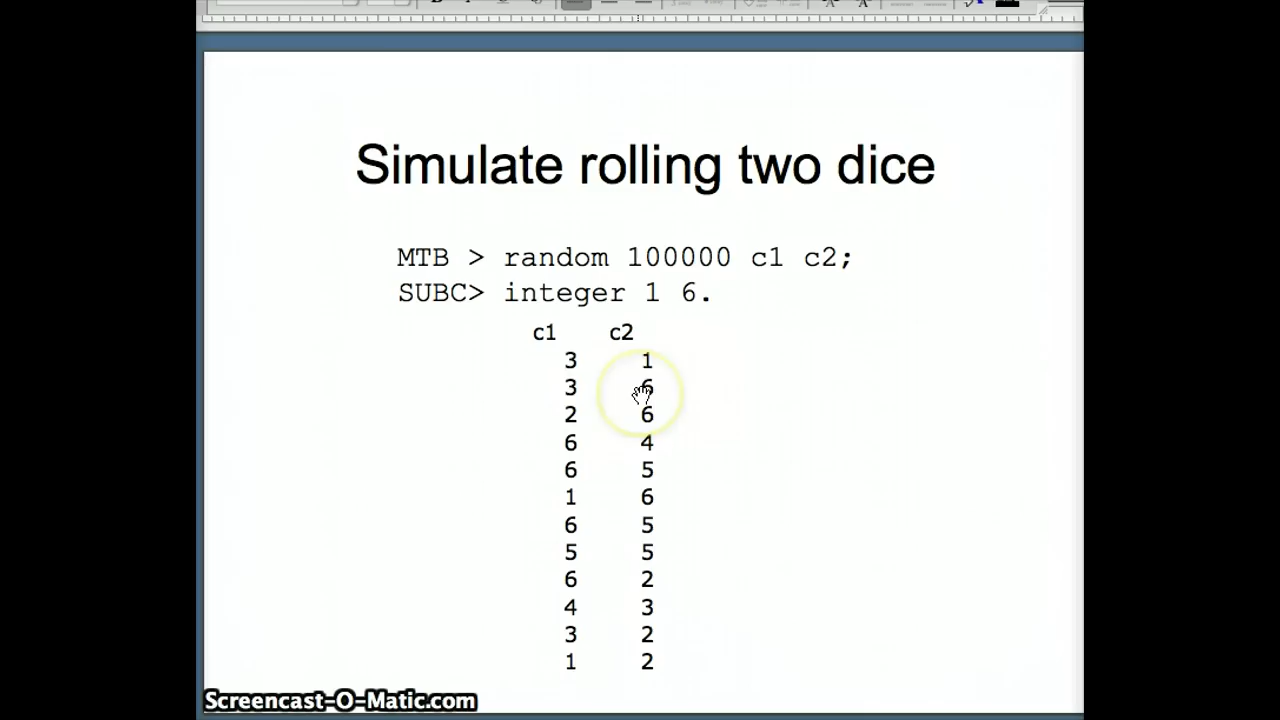 Simulate rolling two dice
MTB > random 100000 c1 c2;
SUBC> integer 1 6.
c1 c2
3 1
3 6
2 6
6 4
6 5
1 6
6 5
5 5
6 2
4 3
3 2
1 2
Screencast-O-Matic.com